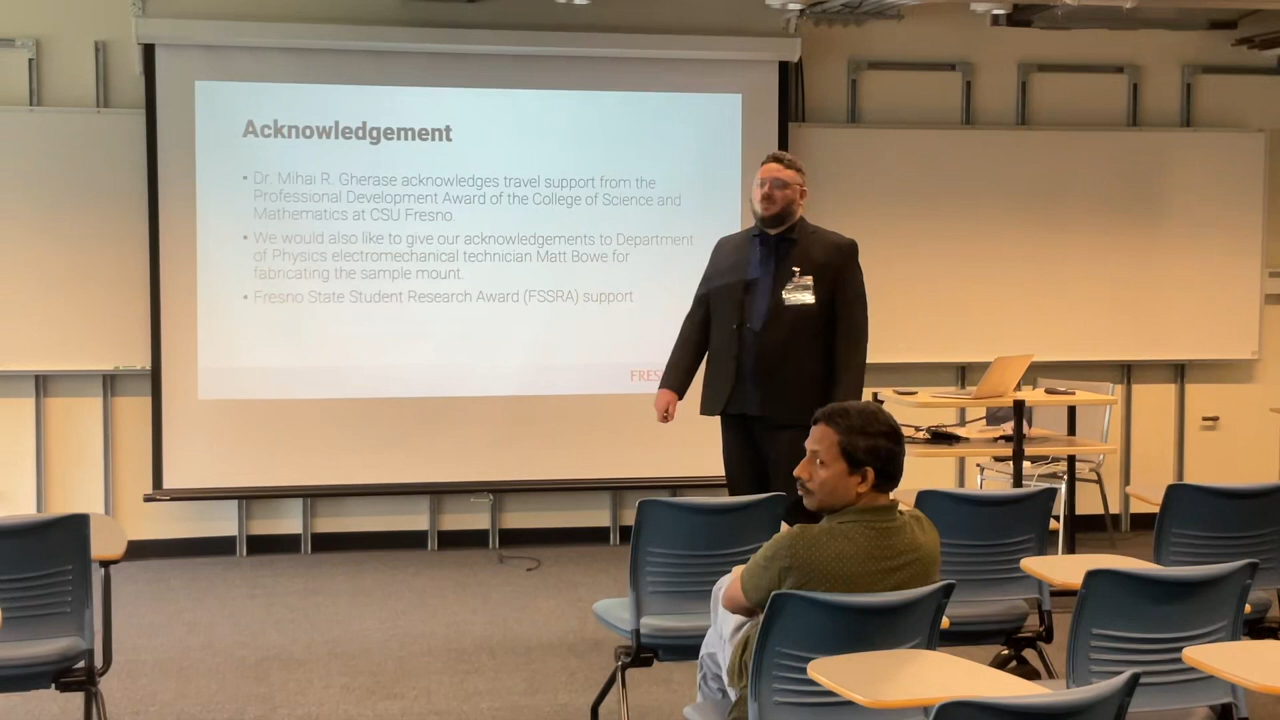 Acknowledgement
• Dr. Mihai R. Gherase acknowledges travel support from the
Professional Development Award of the College of Science and
Mathematics at CSU Fresno.
• We would also like to give our acknowledgements to Department
of Physics electromechanical technician Matt Bowe for
fabricating the sample mount.
• Fresno State Student Research Award (FSSRA) support
FRES